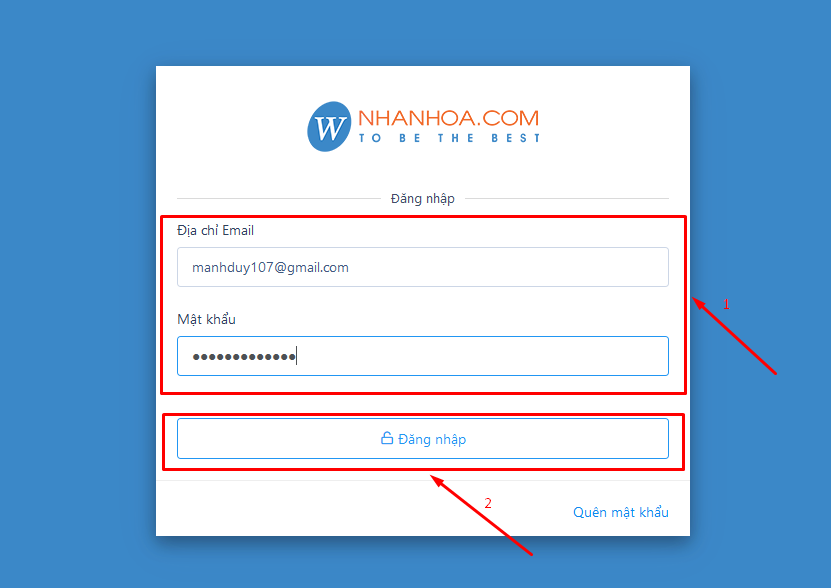 W NHANHOA.COM
TO BE THE BEST
Đăng nhập
Địa chỉ Email
manhduy107@gmail.com
1
Mật khẩu
●●●●●●●●●●●●●
Đăng nhập
2
Quên mật khẩu